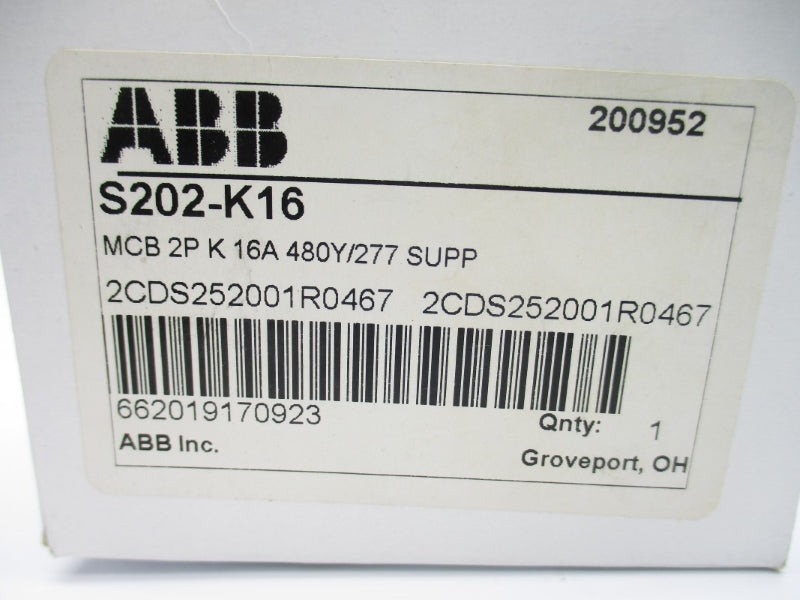 ABB 200952
S202-K16
MCB 2P K 16A 480Y/277 SUPP
2CDS252001R0467 2CDS252001R0467
662019170923 Qnty: 1
ABB Inc. Groveport, OH